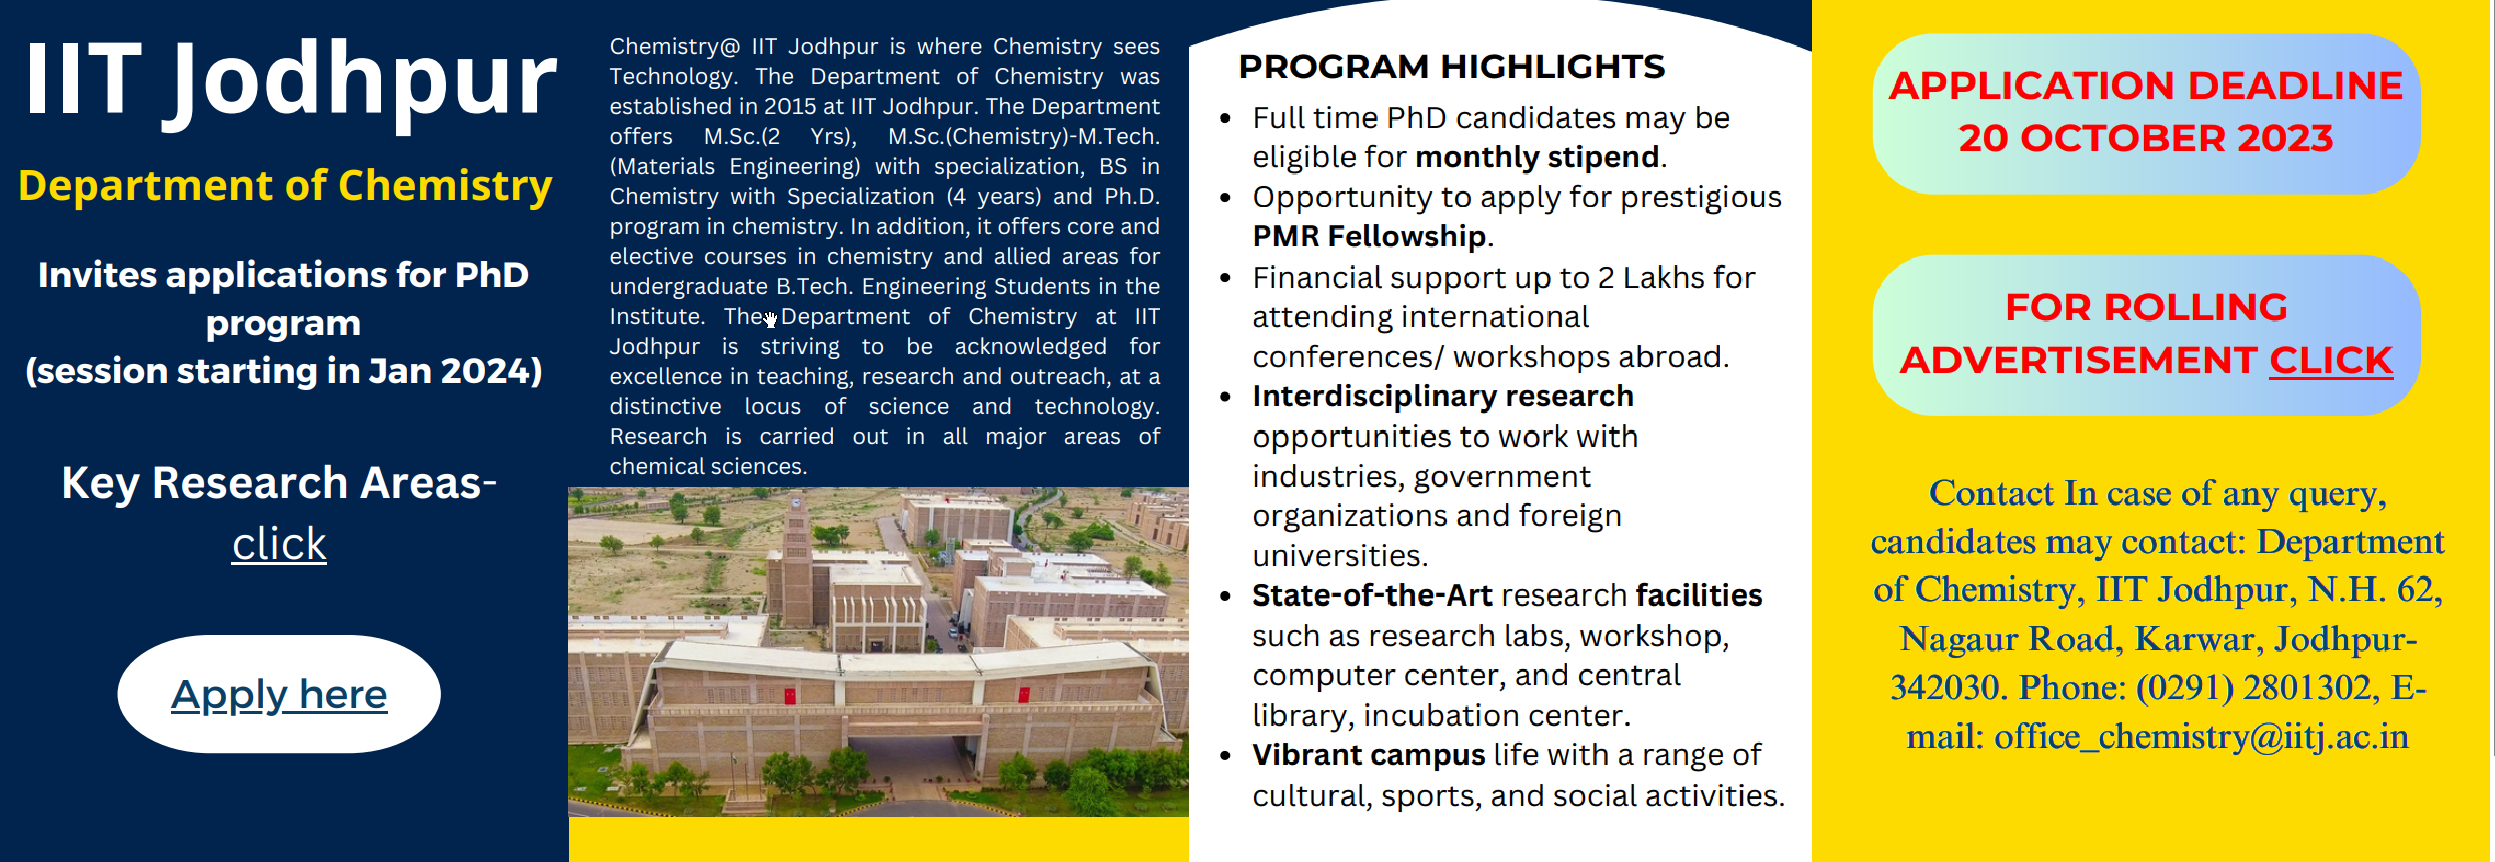 IIT Jodhpur
Department of Chemistry
Invites applications for PhD
program
(session starting in Jan 2024)
Key Research Areas-
click
Apply here
Chemistry@ IIT Jodhpur is where Chemistry sees
Technology. The Department of Chemistry was
established in 2015 at IIT Jodhpur. The Department
offers M.Sc.(2 Yrs), M.Sc.(Chemistry)-M.Tech.
(Materials Engineering) with specialization, BS in
Chemistry with Specialization (4 years) and Ph.D.
program in chemistry. In addition, it offers core and
elective courses in chemistry and allied areas for
undergraduate B.Tech. Engineering Students in the
Institute. The Department of Chemistry at IIT
Jodhpur is striving to be acknowledged for
excellence in teaching, research and outreach, at a
distinctive locus of science and technology.
Research is carried out in all major areas of
chemical sciences.
PROGRAM HIGHLIGHTS
• Full time PhD candidates may be
eligible for monthly stipend.
• Opportunity to apply for prestigious
PMR Fellowship.
• Financial support up to 2 Lakhs for
attending international
conferences/ workshops abroad.
• Interdisciplinary research
opportunities to work with
industries, government
organizations and foreign
universities.
• State-of-the-Art research facilities
such as research labs, workshop,
computer center, and central
library, incubation center.
• Vibrant campus life with a range of
cultural, sports, and social activities.
APPLICATION DEADLINE
20 OCTOBER 2023
FOR ROLLING
ADVERTISEMENT CLICK
Contact In case of any query,
candidates may contact: Department
of Chemistry, IIT Jodhpur, N.H. 62,
Nagaur Road, Karwar, Jodhpur-
342030. Phone: (0291) 2801302, E-
mail: office_chemistry@iitj.ac.in